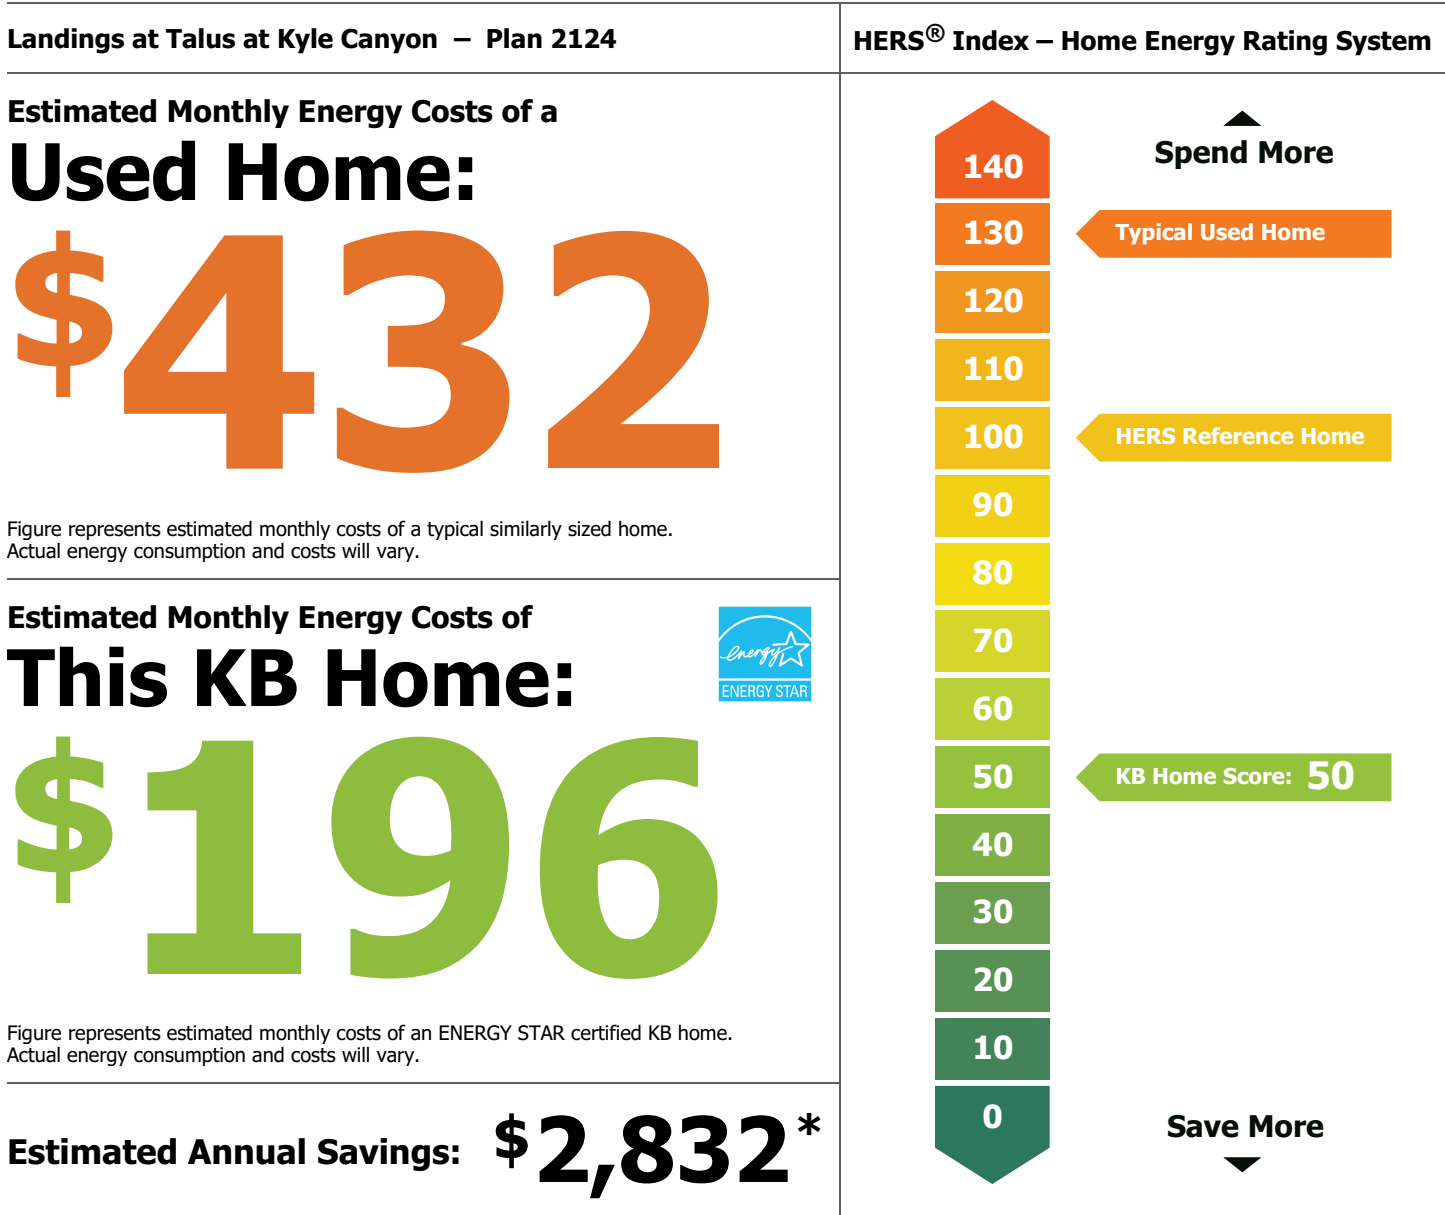 Landings at Talus at Kyle Canyon – Plan 2124
Estimated Monthly Energy Costs of a
Used Home:
$432
Figure represents estimated monthly costs of a typical similarly sized home.
Actual energy consumption and costs will vary.
Estimated Monthly Energy Costs of
This KB Home:
energy
ENERGY STAR
$196
Figure represents estimated monthly costs of an ENERGY STAR certified KB home.
Actual energy consumption and costs will vary.
Estimated Annual Savings: $2,832*
HERS® Index – Home Energy Rating System
Spend More
140
130 Typical Used Home
120
110
100 HERS Reference Home
90
80
70
60
50 KB Home Score: 50
40
30
20
10
0
Save More